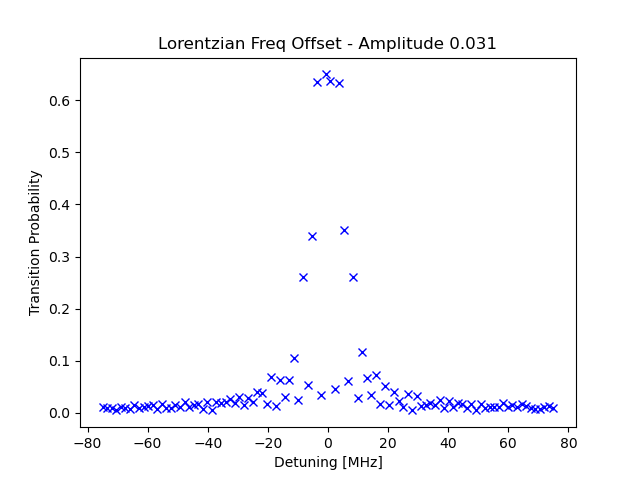 Lorentzian Freq Offset - Amplitude 0.031
Transition Probability
0.6
0.5
0.4
0.3
0.2
0.1
0.0
−80 −60 −40 −20 0 20 40 60 80
Detuning [MHz]